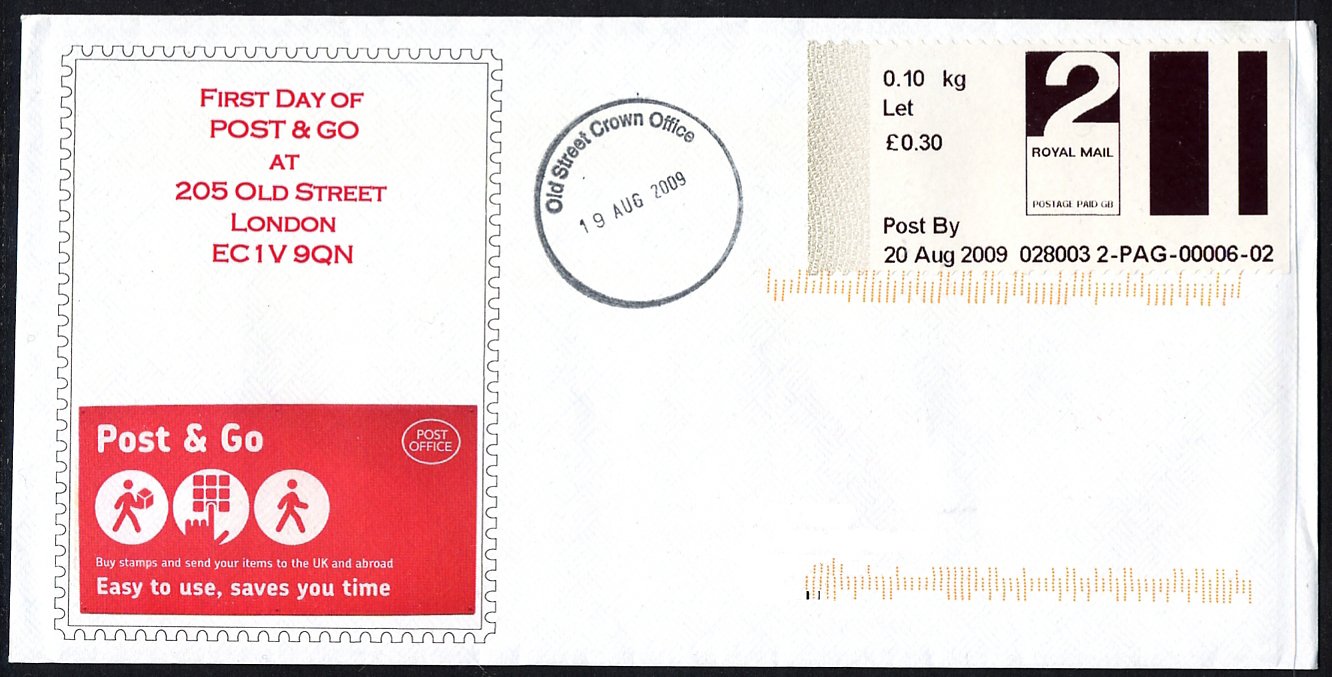 FIRST DAY OF
POST & GO
AT
205 OLD STREET
LONDON
EC1V 9QN
Post & Go
POST
OFFICE
Buy stamps and send your items to the UK and abroad
Easy to use, saves you time
Old Street Crown Office
19 AUG 2009
0.10 kg
Let
£0.30
2
ROYAL MAIL
POSTAGE PAID GB
Post By
20 Aug 2009 028003 2-PAG-00006-02